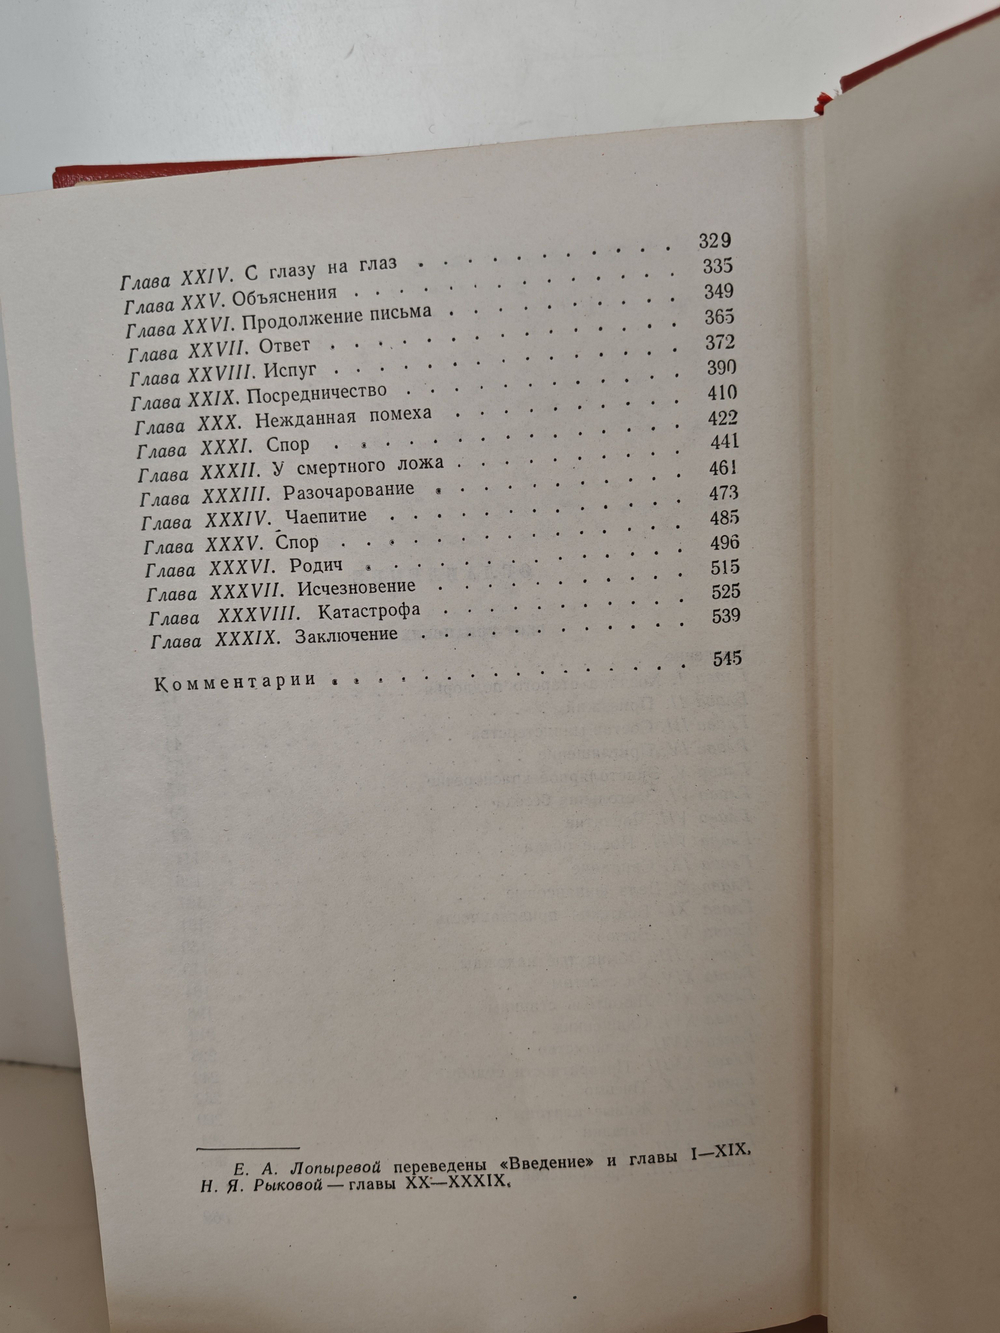 Глава XXIV. С глазу на глаз . . . . . . . . . . . 329
Глава XXV. Объяснения . . . . . . . . . . . . . 335
Глава XXVI. Продолжение письма . . . . . . . . . 349
Глава XXVII. Ответ . . . . . . . . . . . . . . 365
Глава XXVIII. Испуг . . . . . . . . . . . . . . 372
Глава XXIX. Посредничество . . . . . . . . . . . 390
Глава XXX. Нежданная помеха . . . . . . . . . 410
Глава XXXI. Спор . . . . . . . . . . . . . . 422
Глава XXXII. У смертного ложа . . . . . . . . . 441
Глава XXXIII. Разочарование . . . . . . . . . . 461
Глава XXXIV. Чаепитие . . . . . . . . . . . . 473
Глава XXXV. Спор . . . . . . . . . . . . . . 485
Глава XXXVI. Родич . . . . . . . . . . . . . 496
Глава XXXVII. Исчезновение . . . . . . . . . . 515
Глава XXXVIII. Катастрофа . . . . . . . . . . 525
Глава XXXIX. Заключение . . . . . . . . . . . 539
Комментарии . . . . . . . . . . . . . . . 545
Е. А. Лопыревой переведены «Введение» и главы I—XIX,
Н. Я. Рыковой — главы XX—XXXIX.